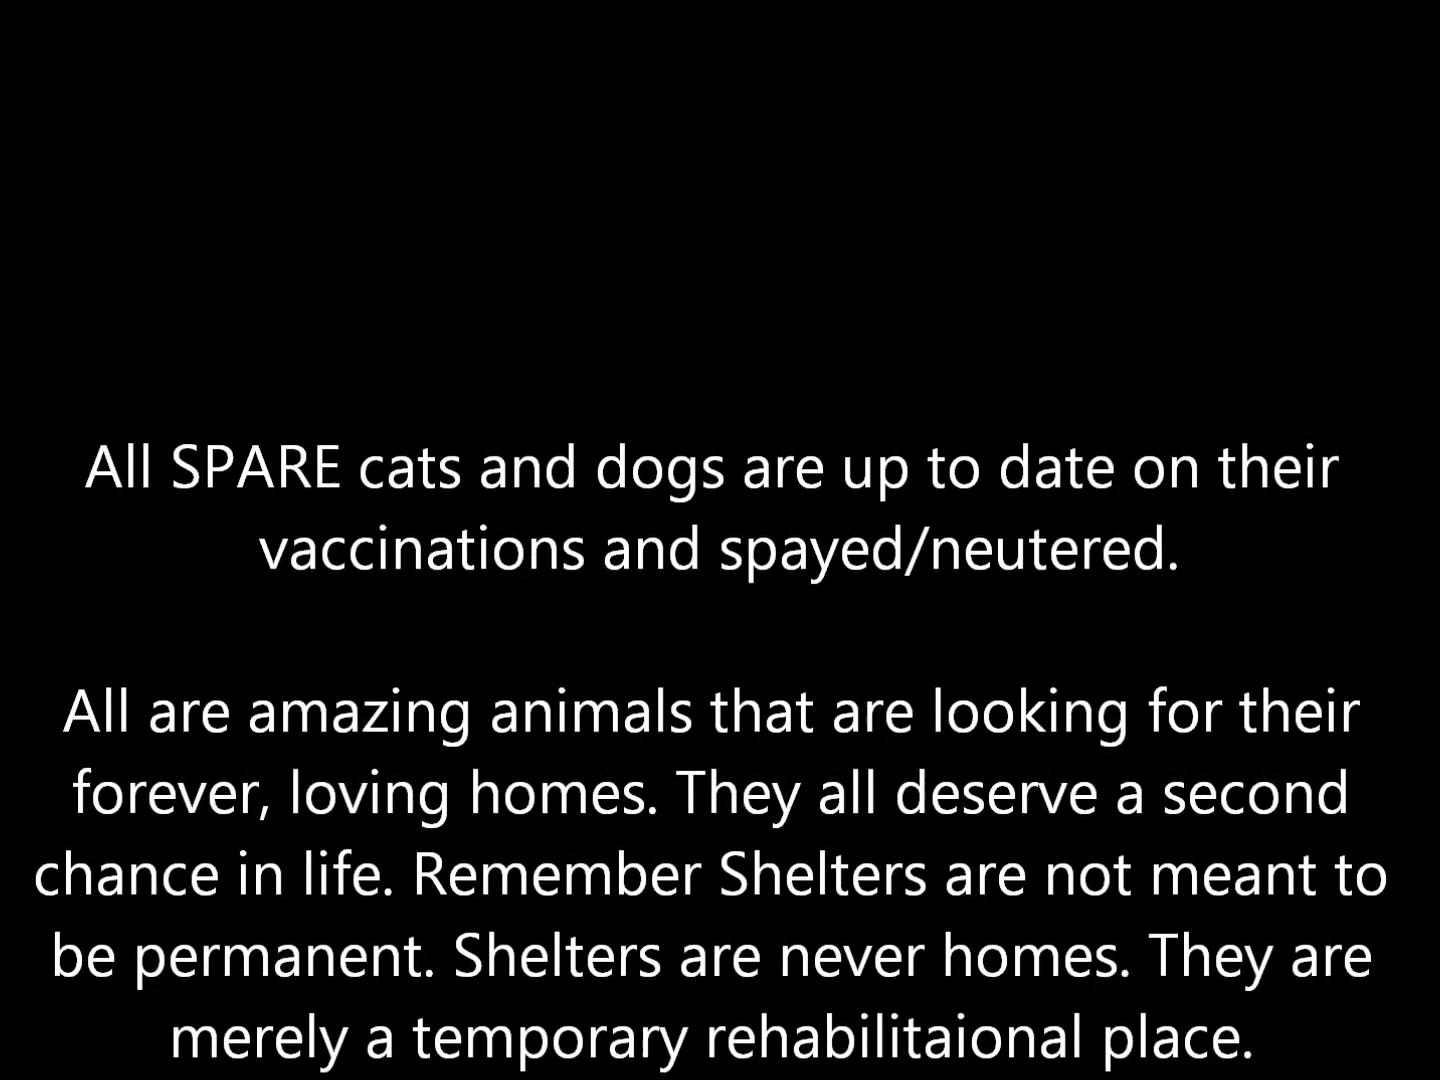 All SPARE cats and dogs are up to date on their
vaccinations and spayed/neutered.
All are amazing animals that are looking for their
forever, loving homes. They all deserve a second
chance in life. Remember Shelters are not meant to
be permanent. Shelters are never homes. They are
merely a temporary rehabilitaional place.